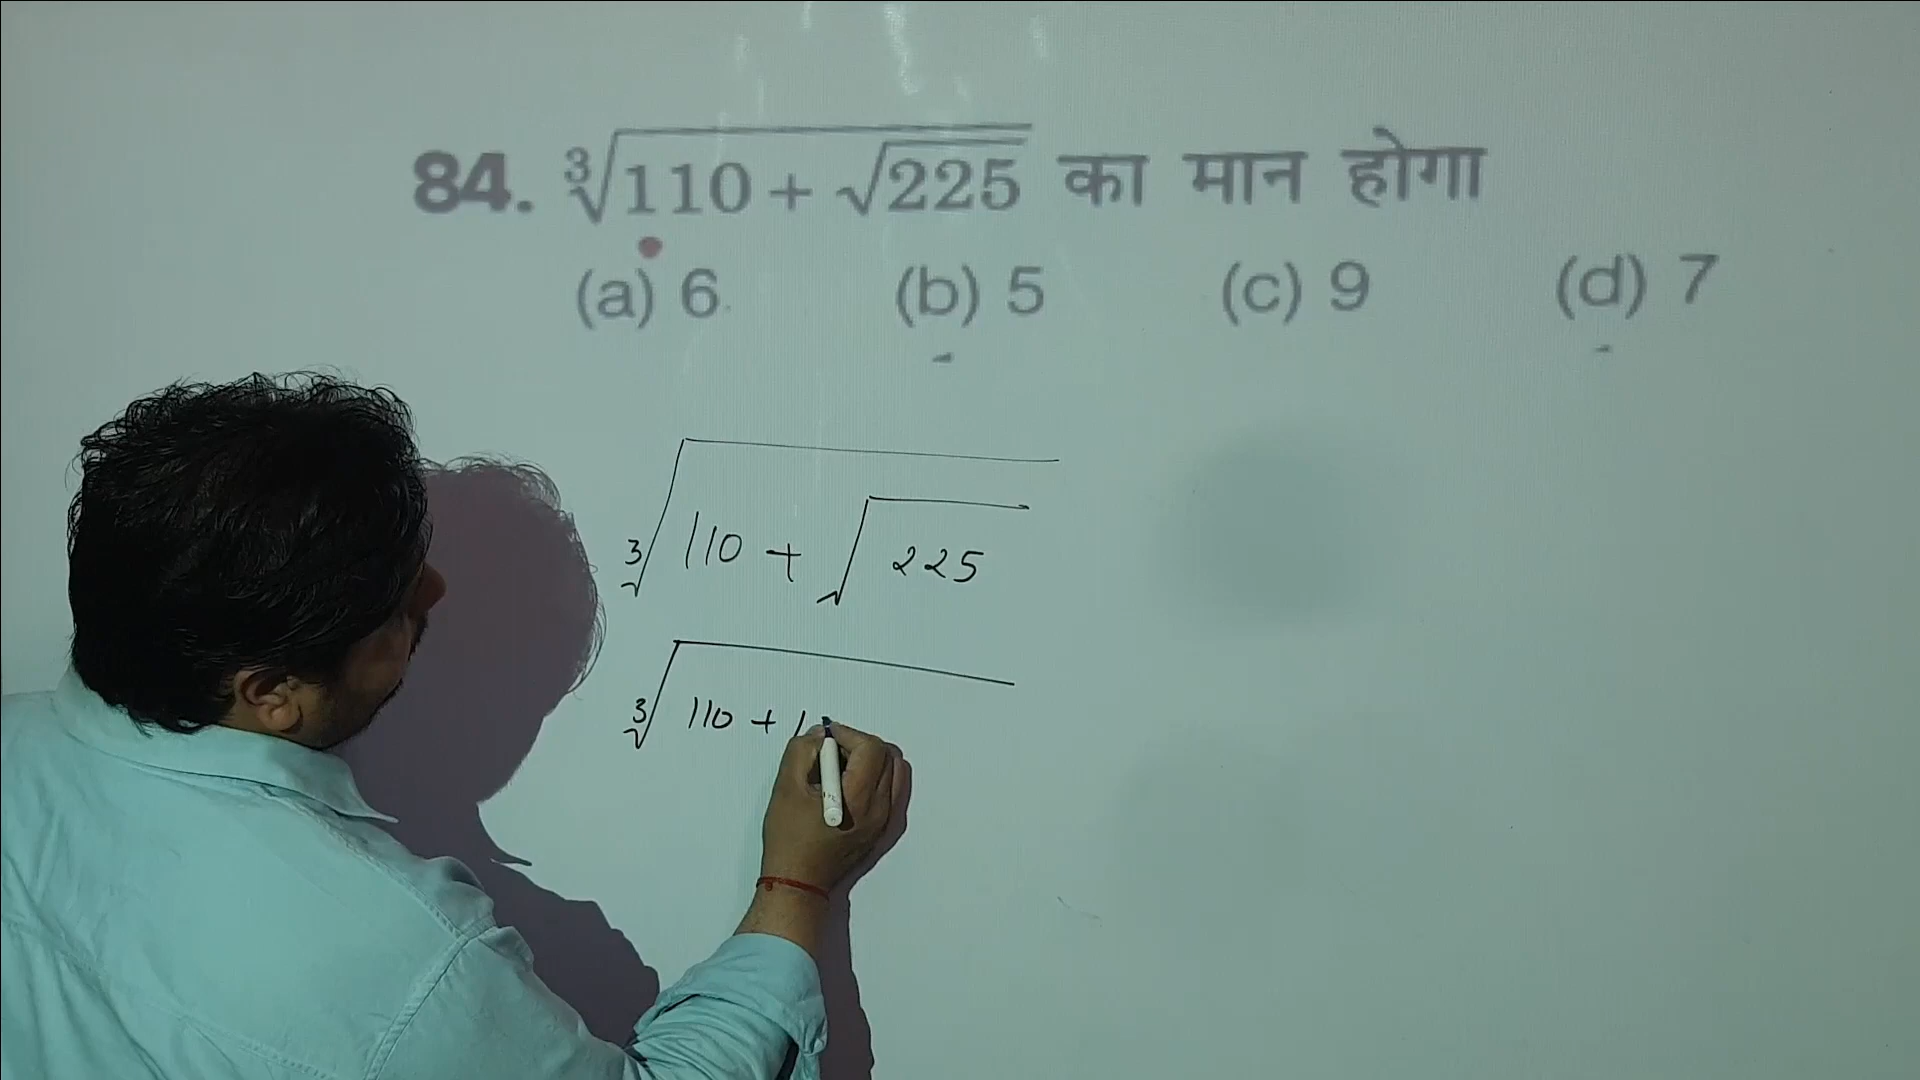 84. ∛(110 + √225) का मान होगा
(a) 6 (b) 5 (c) 9 (d) 7
∛(110 + √225)
∛(110 + 1